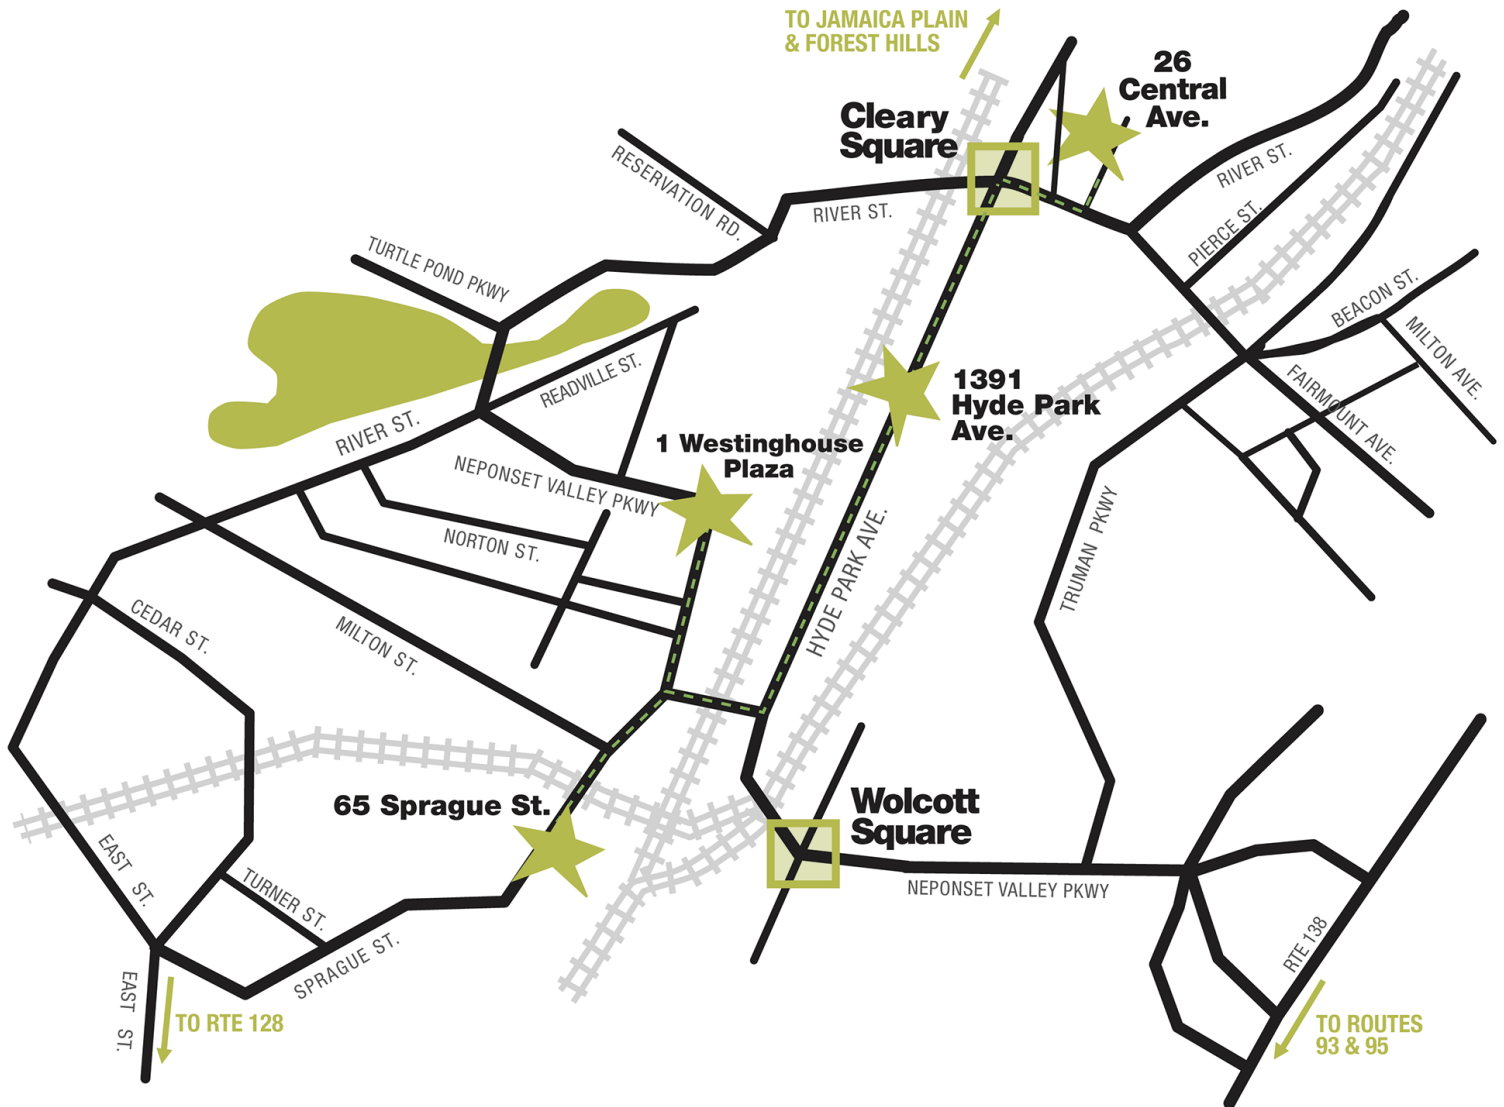 TO JAMAICA PLAIN
& FOREST HILLS
26
Central
Ave.
Cleary
Square
RESERVATION RD.
RIVER ST.
RIVER ST.
PIERCE ST.
TURTLE POND PKWY
BEACON ST.
MILTON AVE.
READVILLE ST.
RIVER ST.
1391
Hyde Park
Ave.
FAIRMOUNT AVE.
1 Westinghouse
Plaza
NEPONSET VALLEY PKWY
NORTON ST.
HYDE PARK AVE.
TRUMAN PKWY
CEDAR ST.
MILTON ST.
65 Sprague St.
Wolcott
Square
EAST ST.
TURNER ST.
NEPONSET VALLEY PKWY
SPRAGUE ST.
RTE 138
EAST ST.
TO RTE 128
TO ROUTES
93 & 95